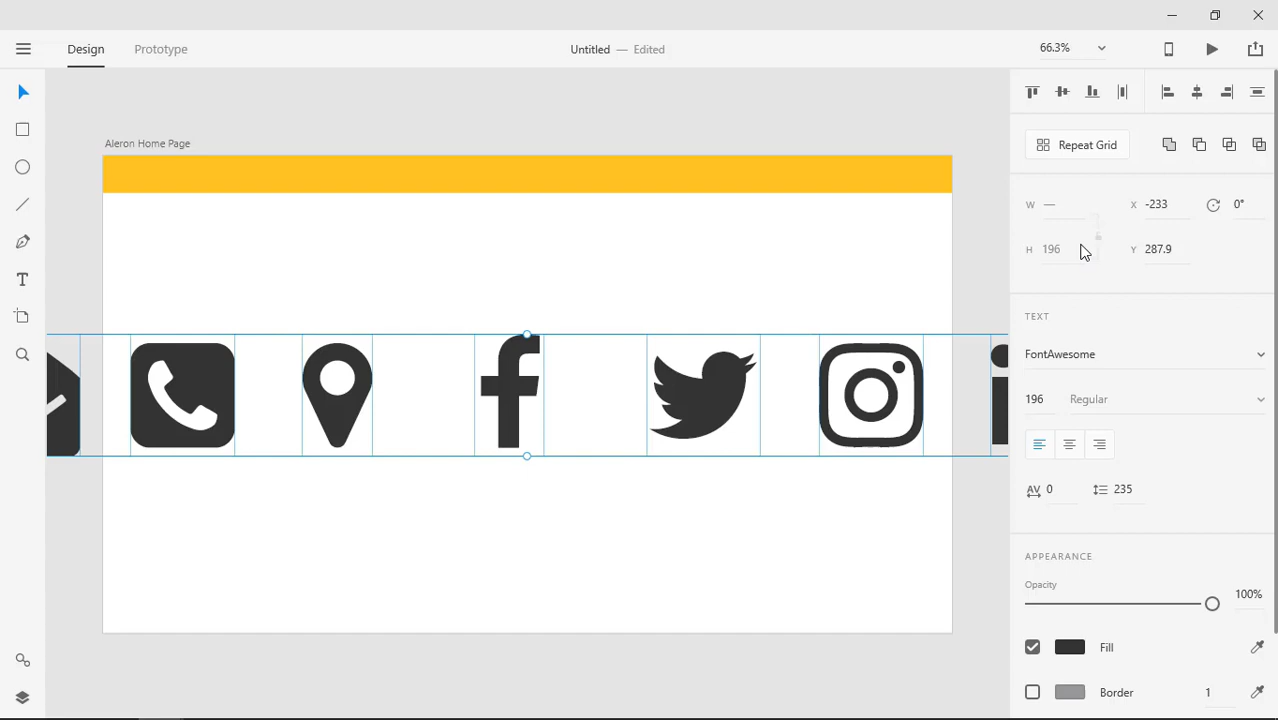 Design Prototype Untitled — Edited 66.3%
Aleron Home Page
Repeat Grid
W — X -233 0°
H 196 Y 287.9
TEXT
FontAwesome
196 Regular
AV 0 235
APPEARANCE
Opacity
100%
Fill
Border 1